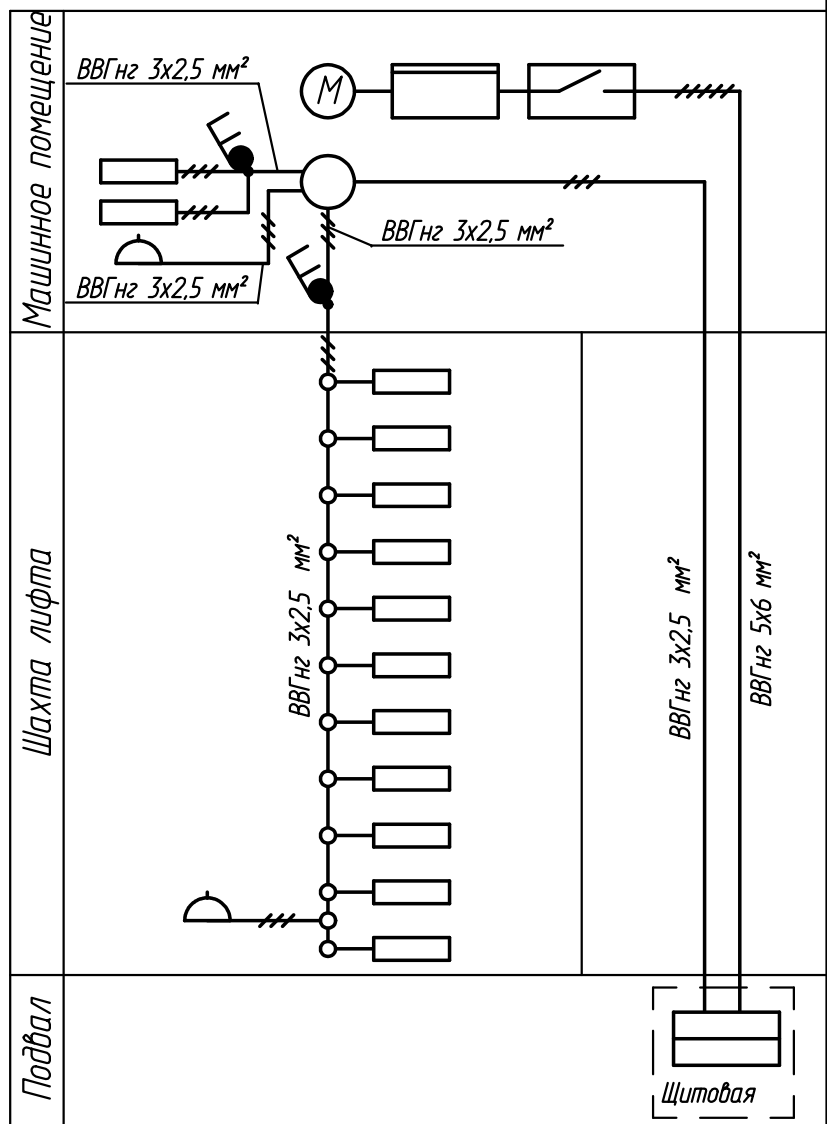 Машинное помещение
ВВГнг 3х2,5 мм²
М
ВВГнг 3х2,5 мм²
ВВГнг 3х2,5 мм²
Шахта лифта
ВВГнг 3х2,5 мм²
ВВГнг 3х2,5 мм²
ВВГнг 5х6 мм²
Подвал
Щитовая